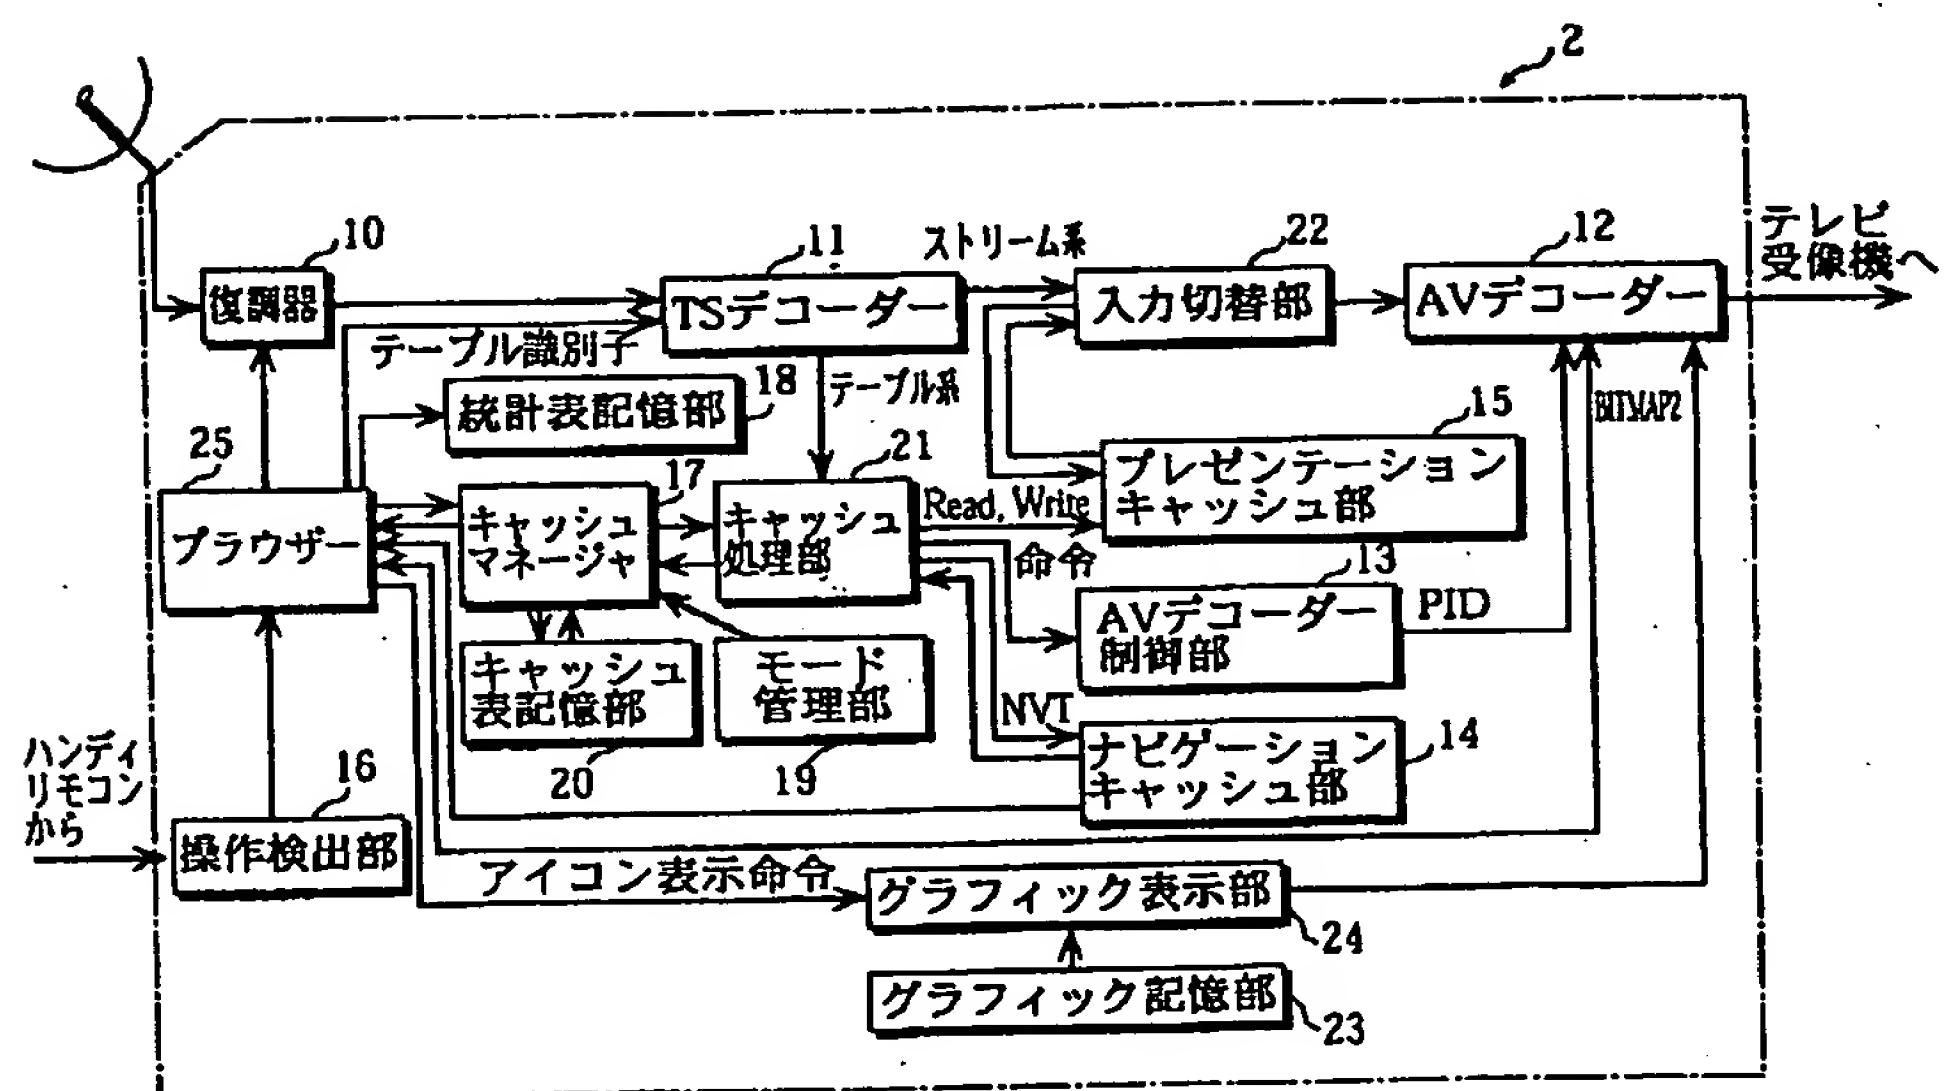 2
10
復調器
11
TSデコーダー
ストリーム系
22
入力切替部
12
AVデコーダー
テレビ
受像機へ
テーブル識別子
18
統計表記憶部
テーブル系
BITMAP2
15
プレゼンテーション
キャッシュ部
25
ブラウザー
17
キャッシュ
マネージャ
21
キャッシュ
処理部
Read, Write
命令
13
AVデコーダー
制御部
PID
キャッシュ
表記憶部
20
モード
管理部
19
NVT
ナビゲーション
キャッシュ部
14
ハンディ
リモコン
から
16
操作検出部
アイコン表示命令
グラフィック表示部
24
グラフィック記憶部
23